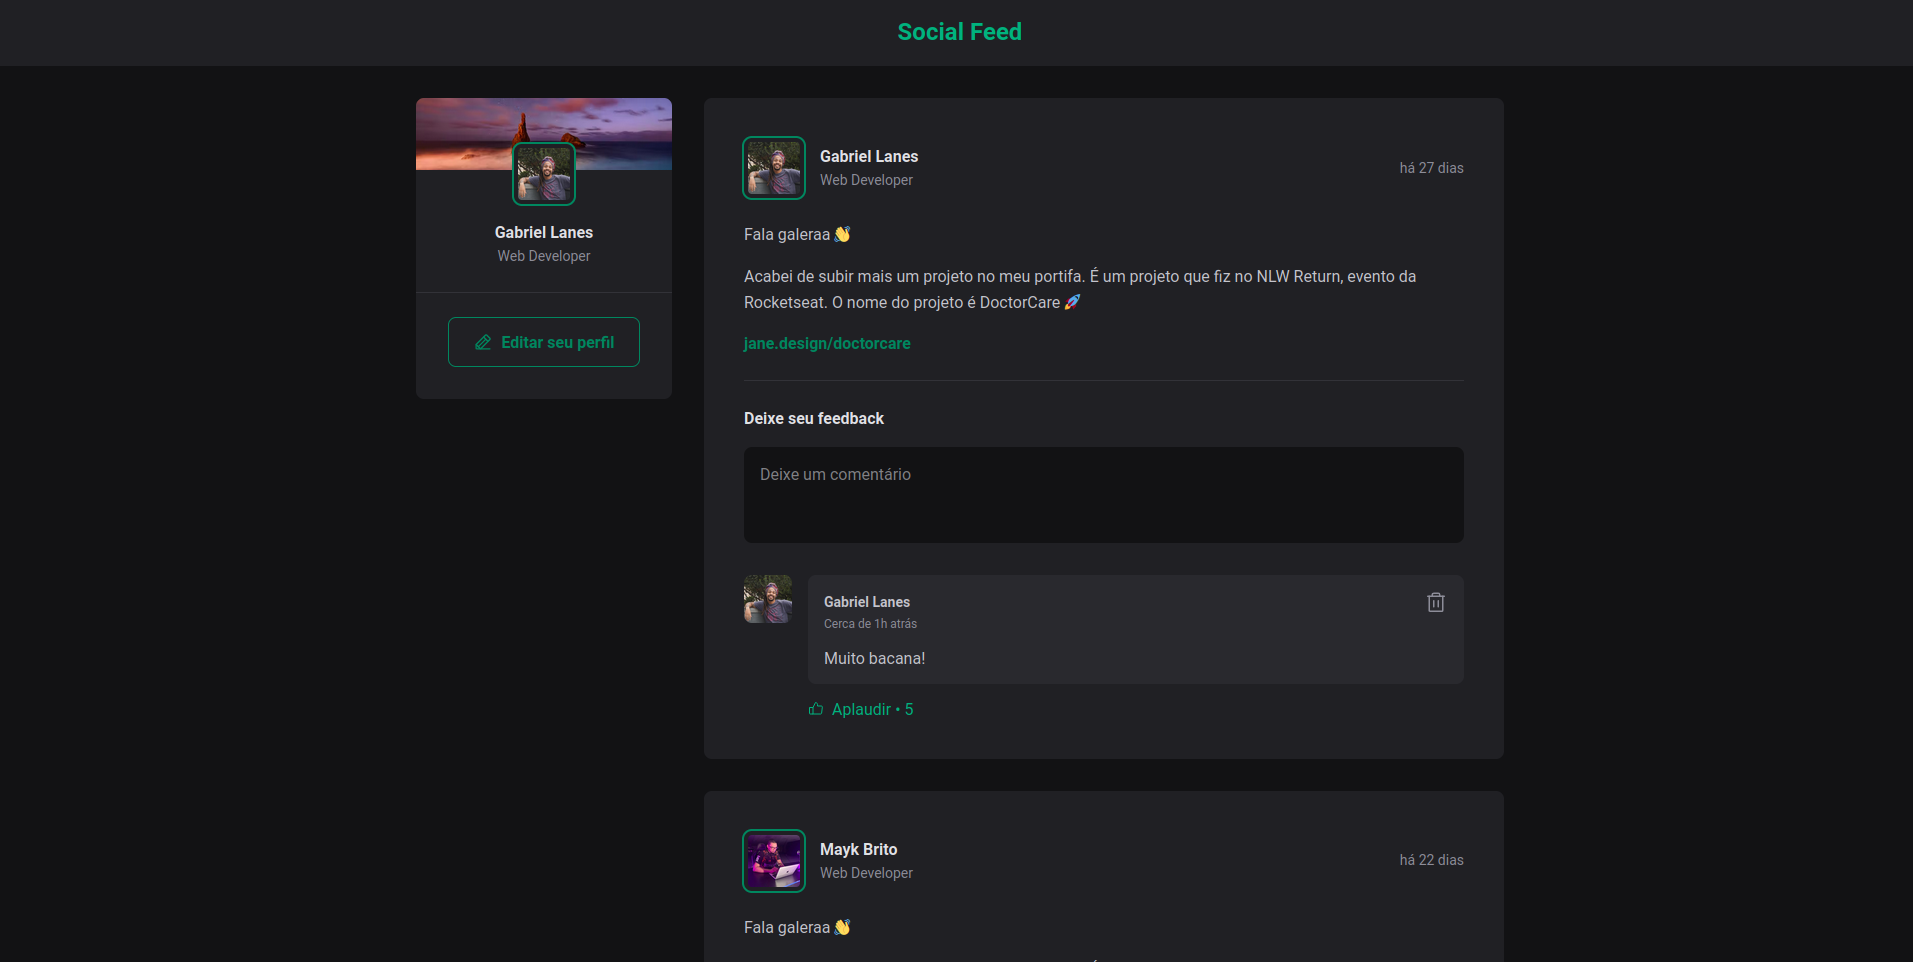 Social Feed
Gabriel Lanes
Web Developer
Editar seu perfil
Gabriel Lanes
Web Developer
há 27 dias
Fala galeraa 👋
Acabei de subir mais um projeto no meu portifa. É um projeto que fiz no NLW Return, evento da
Rocketseat. O nome do projeto é DoctorCare 🚀
jane.design/doctorcare
Deixe seu feedback
Deixe um comentário
Gabriel Lanes
Cerca de 1h atrás
Muito bacana!
Aplaudir • 5
Mayk Brito
Web Developer
há 22 dias
Fala galeraa 👋